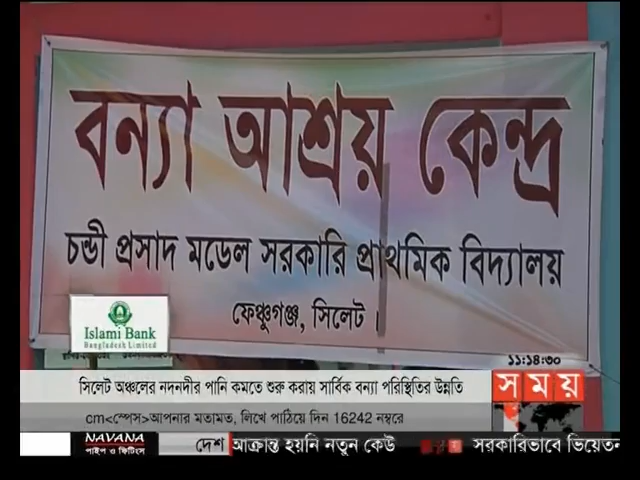 বন্যা আশ্রয় কেন্দ্র
চন্ডী প্রসাদ মডেল সরকারি প্রাথমিক বিদ্যালয়
ফেঞ্চুগঞ্জ, সিলেট ।
Islami Bank
Bangladesh Limited
১১:১৪:৩০
সিলেট অঞ্চলের নদনদীর পানি কমতে শুরু করায় সার্বিক বন্যা পরিস্থিতির উন্নতি
সময়
cm<স্পেস>আপনার মতামত, লিখে পাঠিয়ে দিন 16242 নম্বরে
NAVANA
পাইপ ও ফিটিংস
দেশ আক্রান্ত হয়নি নতুন কেউ সরকারিভাবে ভিয়েতন